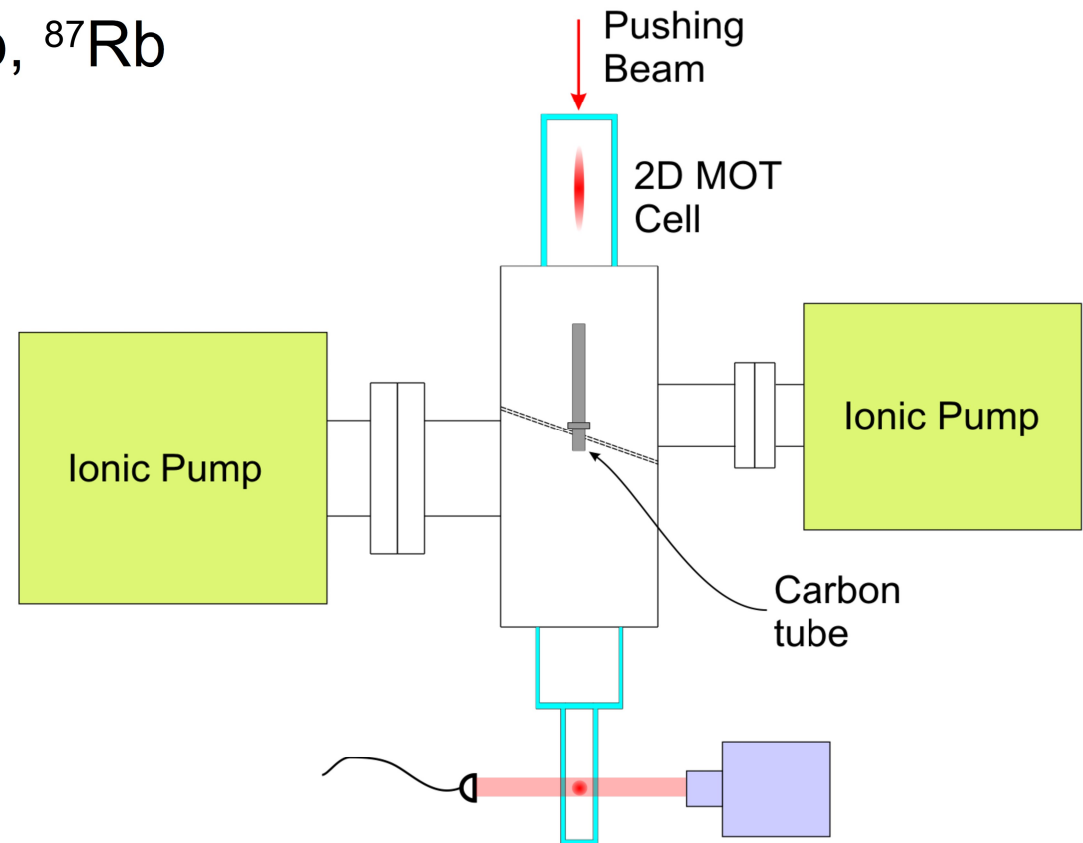 , ⁸⁷Rb
Pushing
Beam
2D MOT
Cell
Ionic Pump
Ionic Pump
Carbon
tube